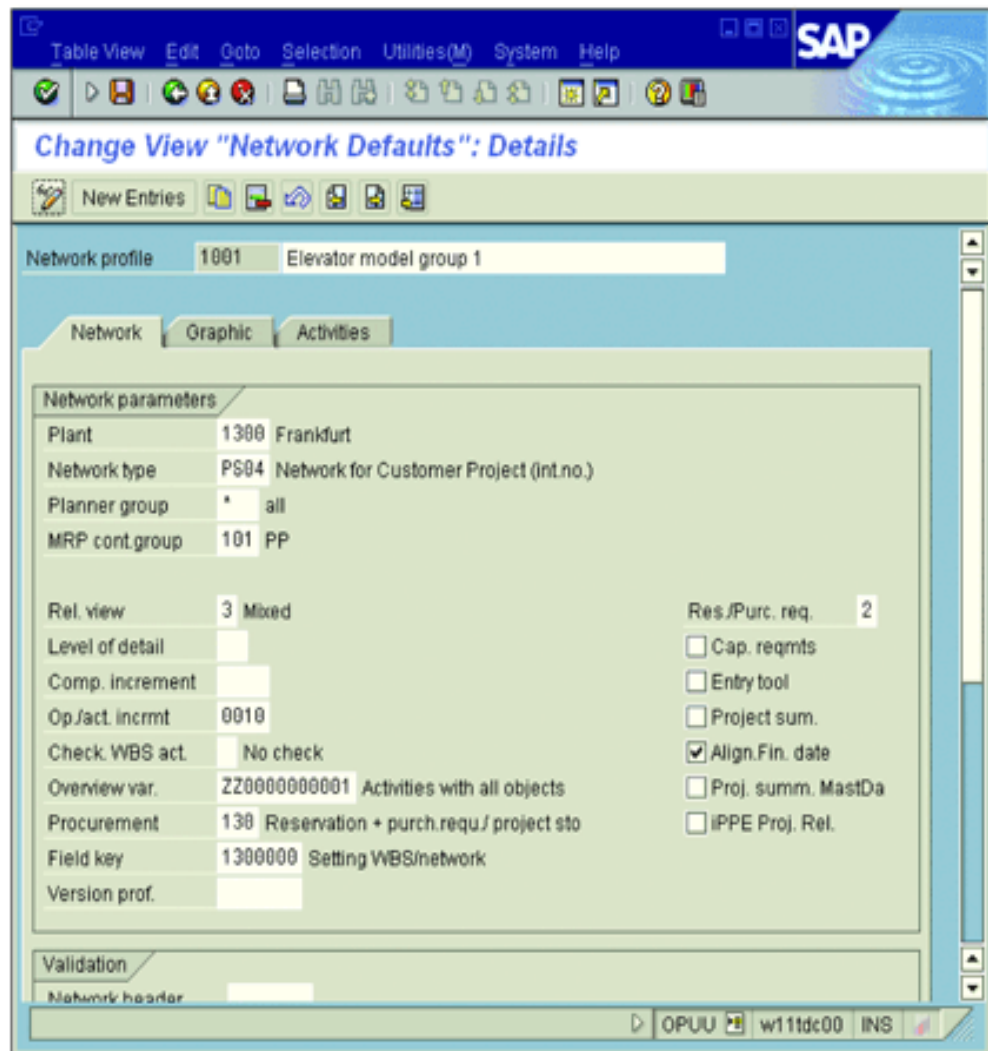 Table View Edit Goto Selection Utilities(M) System Help
SAP
Change View "Network Defaults": Details
New Entries
Network profile 1001 Elevator model group 1
Network Graphic Activities
Network parameters
Plant 1300 Frankfurt
Network type PS04 Network for Customer Project (int.no.)
Planner group * all
MRP cont.group 101 PP
Rel. view 3 Mixed Res./Purc. req. 2
Level of detail Cap. reqmts
Comp. increment Entry tool
Op./act. incrmt 0010 Project sum.
Check. WBS act. No check Align.Fin. date
Overview var. ZZ0000000001 Activities with all objects Proj. summ. MastDa
Procurement 130 Reservation + purch.requ./ project sto iPPE Proj. Rel.
Field key 1300000 Setting WBS/network
Version prof.
Validation
Network header
OPUU w11tdc00 INS